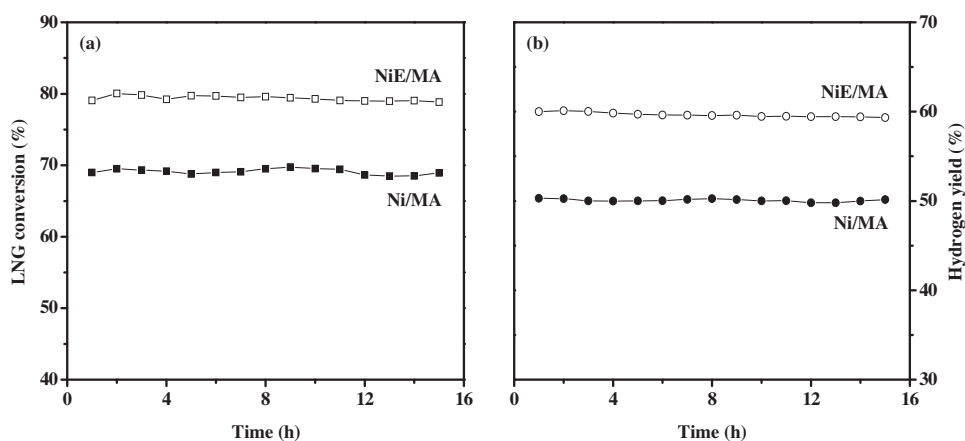 90
80
70
60
50
40
LNG conversion (%)
(a)
NiE/MA
Ni/MA
0 4 8 12 16
Time (h)
(b)
NiE/MA
Ni/MA
0 4 8 12 16
Time (h)
70
60
50
40
30
Hydrogen yield (%)